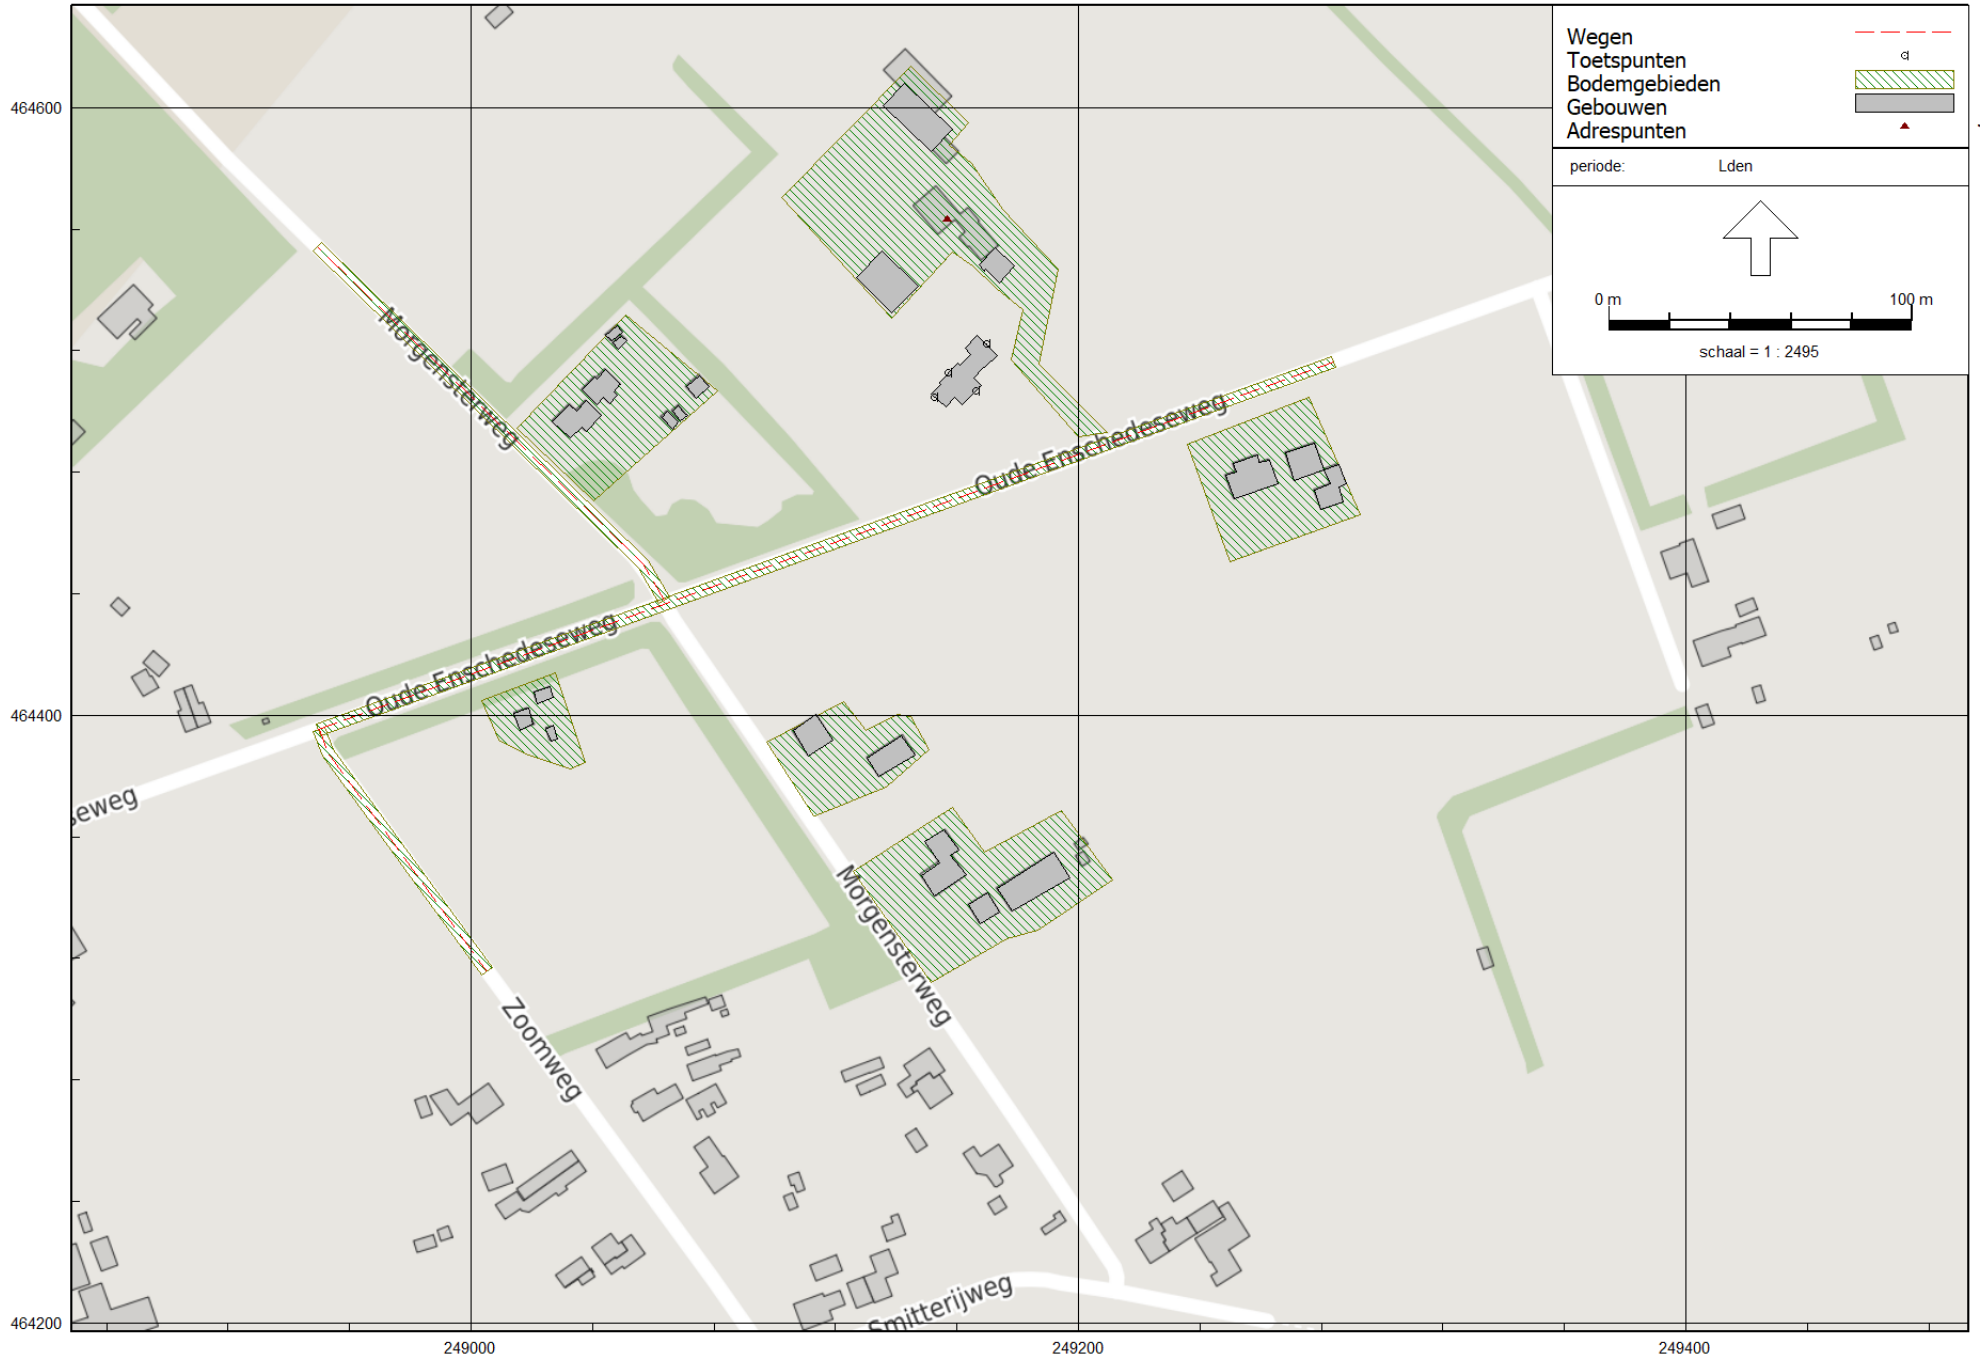 Wegen
Toetspunten
Bodemgebieden
Gebouwen
Adrespunten
periode: Lden
0 m 100 m
schaal = 1 : 2495
464600
464400
464200
249000
249200
249400
Morgensterweg
Oude Enschedeseweg
Oude Enschedeseweg
seweg
Morgensterweg
Zoomweg
Smitterijweg